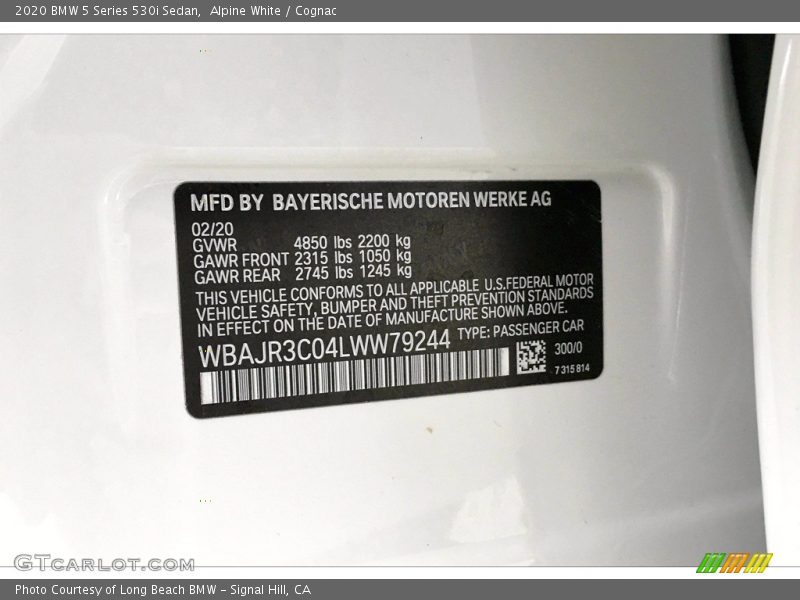 2020 BMW 5 Series 530i Sedan, Alpine White / Cognac
MFD BY BAYERISCHE MOTOREN WERKE AG
02/20
GVWR 4850 lbs 2200 kg
GAWR FRONT 2315 lbs 1050 kg
GAWR REAR 2745 lbs 1245 kg
THIS VEHICLE CONFORMS TO ALL APPLICABLE U.S.FEDERAL MOTOR
VEHICLE SAFETY, BUMPER AND THEFT PREVENTION STANDARDS
IN EFFECT ON THE DATE OF MANUFACTURE SHOWN ABOVE.
WBAJR3C04LWW79244 TYPE: PASSENGER CAR
300/0
7 315 814
GTCARLOT.COM
Photo Courtesy of Long Beach BMW - Signal Hill, CA